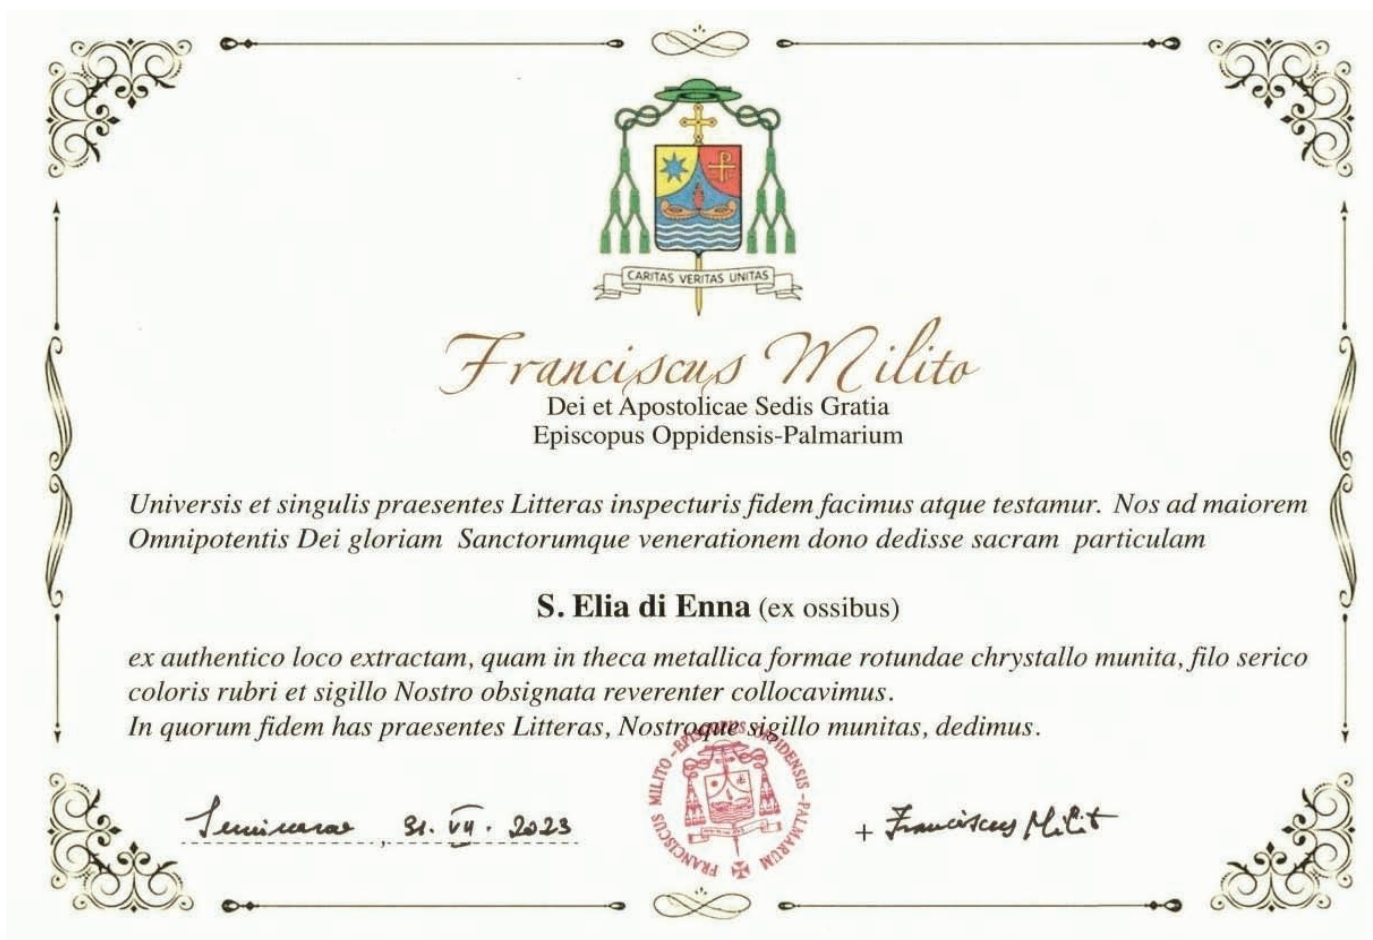 CARITAS VERITAS UNITAS
Franciscus Milito
Dei et Apostolicae Sedis Gratia
Episcopus Oppidensis-Palmarium
Universis et singulis praesentes Litteras inspecturis fidem facimus atque testamur. Nos ad maiorem
Omnipotentis Dei gloriam Sanctorumque venerationem dono dedisse sacram particulam
S. Elia di Enna (ex ossibus)
ex authentico loco extractam, quam in theca metallica formae rotundae chrystallo munita, filo serico
coloris rubri et sigillo Nostro obsignata reverenter collocavimus.
In quorum fidem has praesentes Litteras, Nostroque sigillo munitas, dedimus.
Seminarae, 31. VII. 2023
FRANCISCUS MILITO - EPISCOPUS OPPIDENSIS - PALMARUM
+ Franciscus Milit